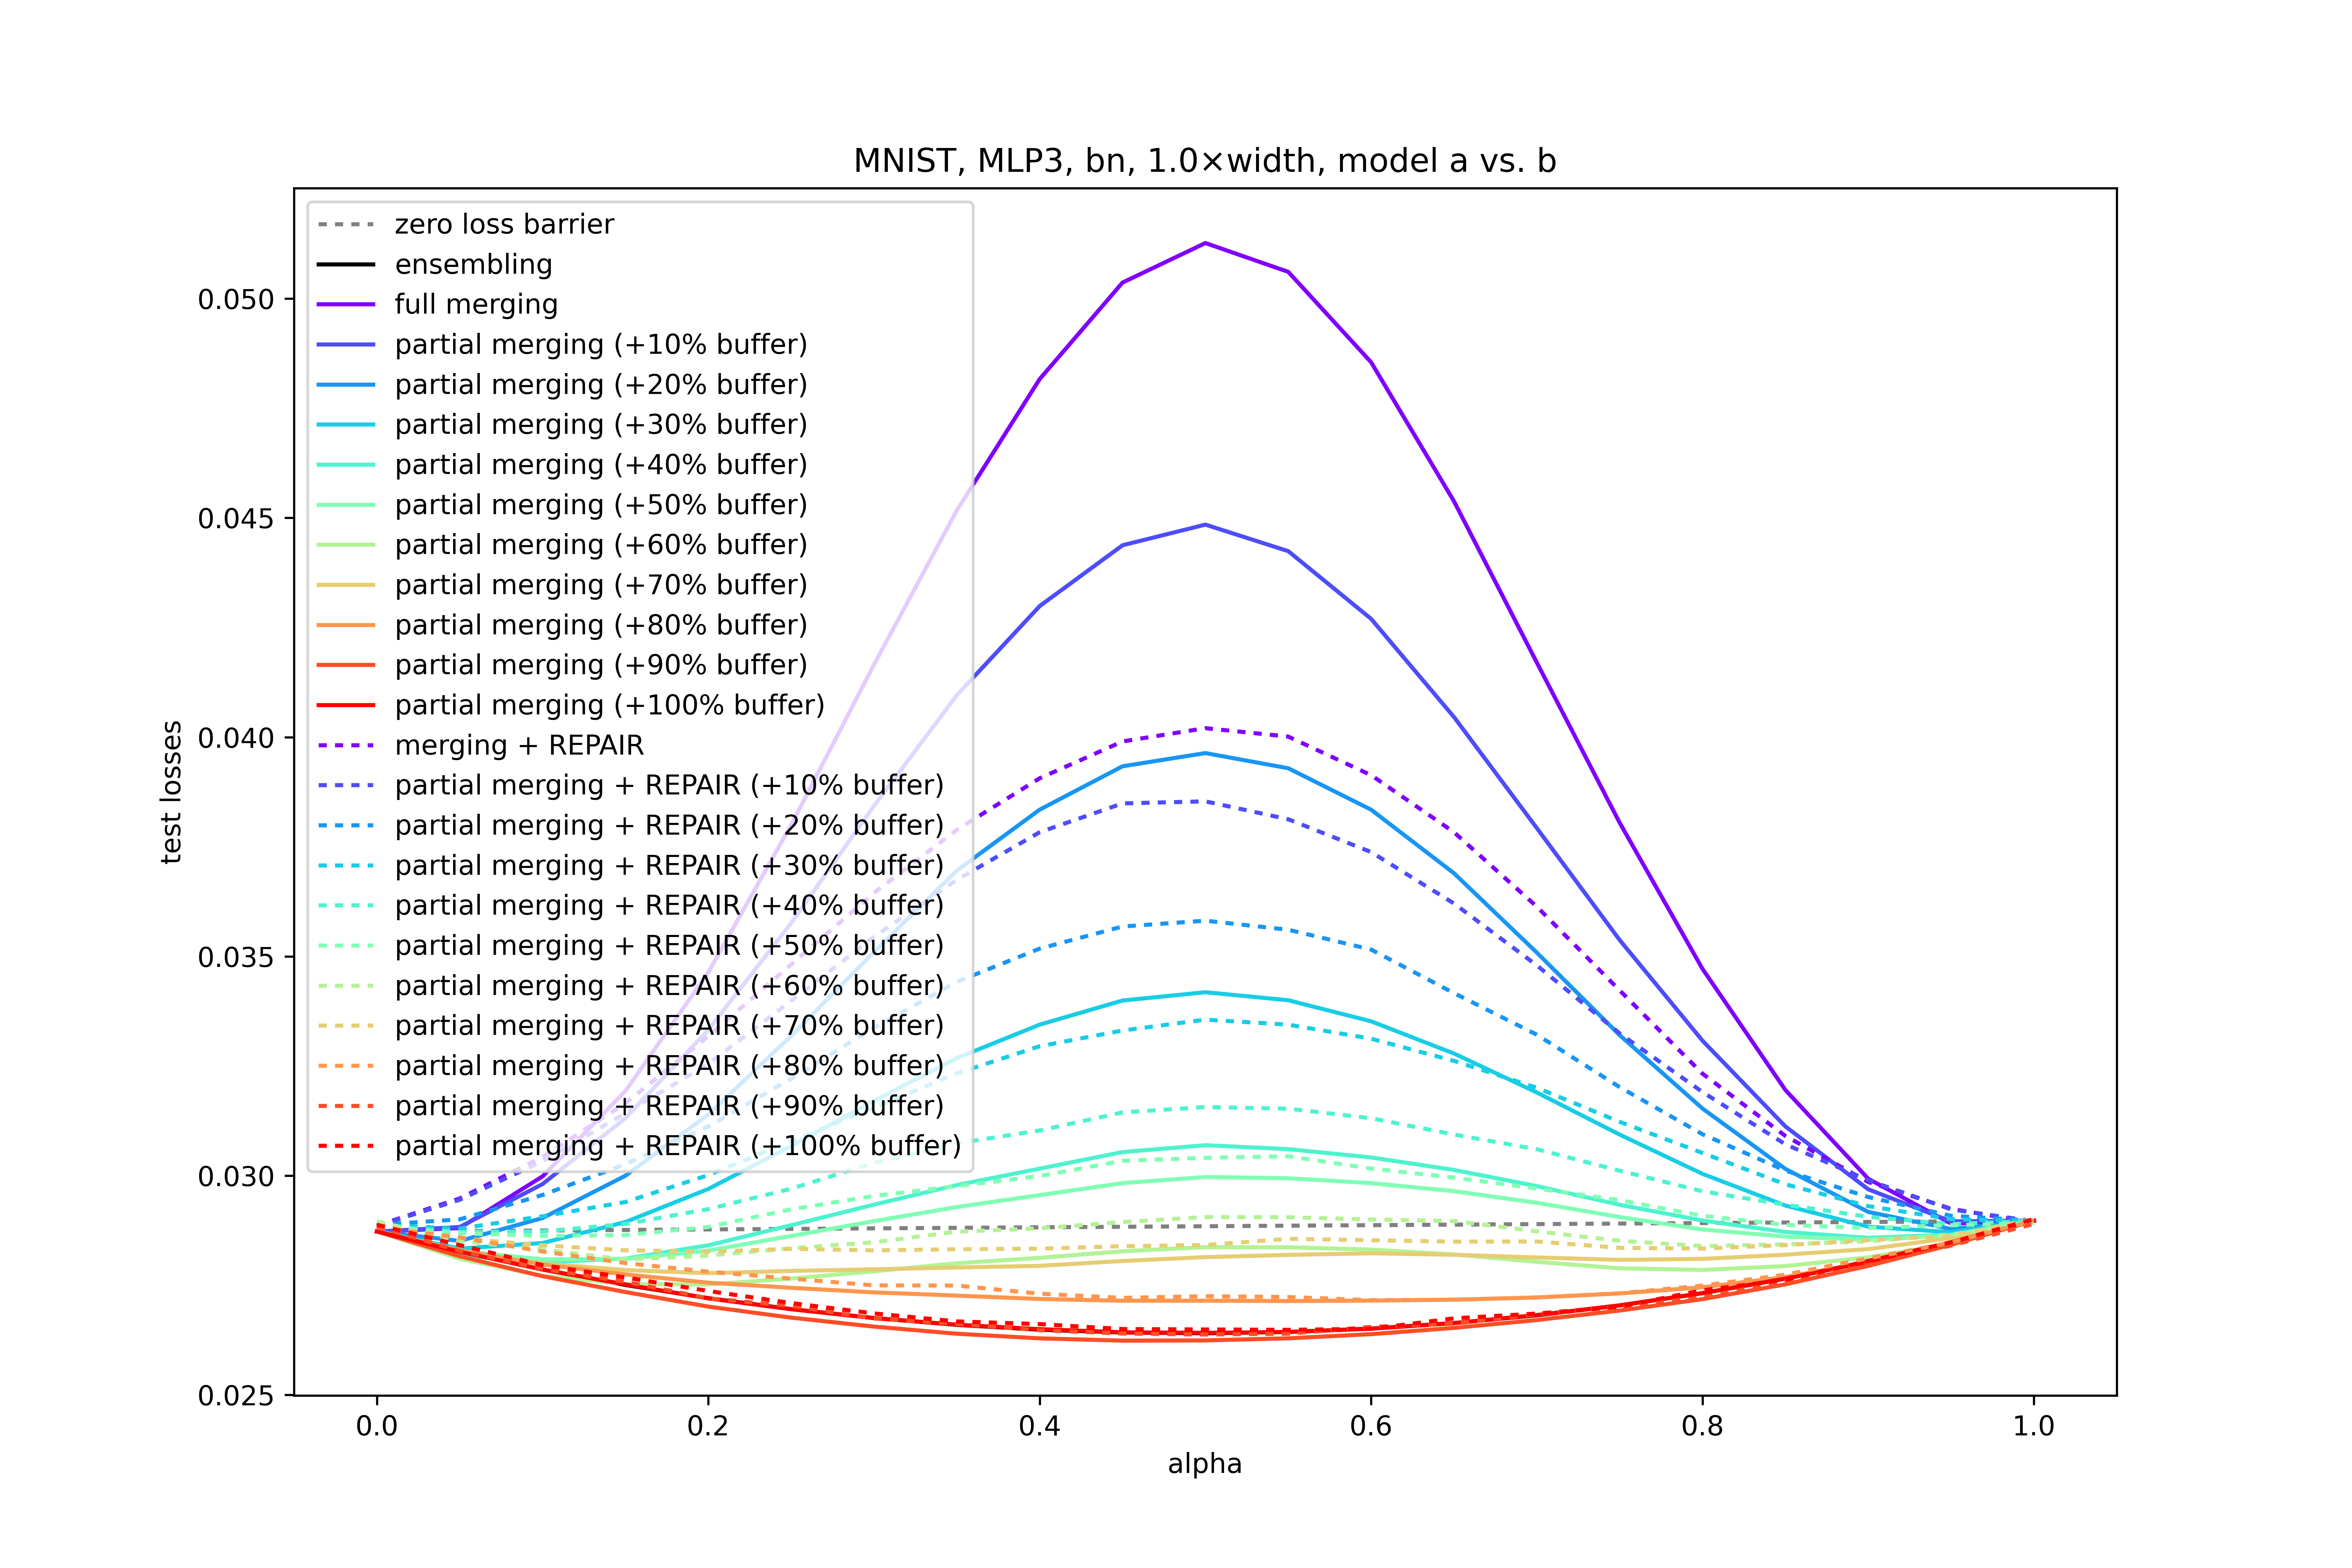 MNIST, MLP3, bn, 1.0×width, model a vs. b
zero loss barrier
ensembling
full merging
partial merging (+10% buffer)
partial merging (+20% buffer)
partial merging (+30% buffer)
partial merging (+40% buffer)
partial merging (+50% buffer)
partial merging (+60% buffer)
partial merging (+70% buffer)
partial merging (+80% buffer)
partial merging (+90% buffer)
partial merging (+100% buffer)
merging + REPAIR
partial merging + REPAIR (+10% buffer)
partial merging + REPAIR (+20% buffer)
partial merging + REPAIR (+30% buffer)
partial merging + REPAIR (+40% buffer)
partial merging + REPAIR (+50% buffer)
partial merging + REPAIR (+60% buffer)
partial merging + REPAIR (+70% buffer)
partial merging + REPAIR (+80% buffer)
partial merging + REPAIR (+90% buffer)
partial merging + REPAIR (+100% buffer)
test losses
0.050
0.045
0.040
0.035
0.030
0.025
0.0 0.2 0.4 0.6 0.8 1.0
alpha